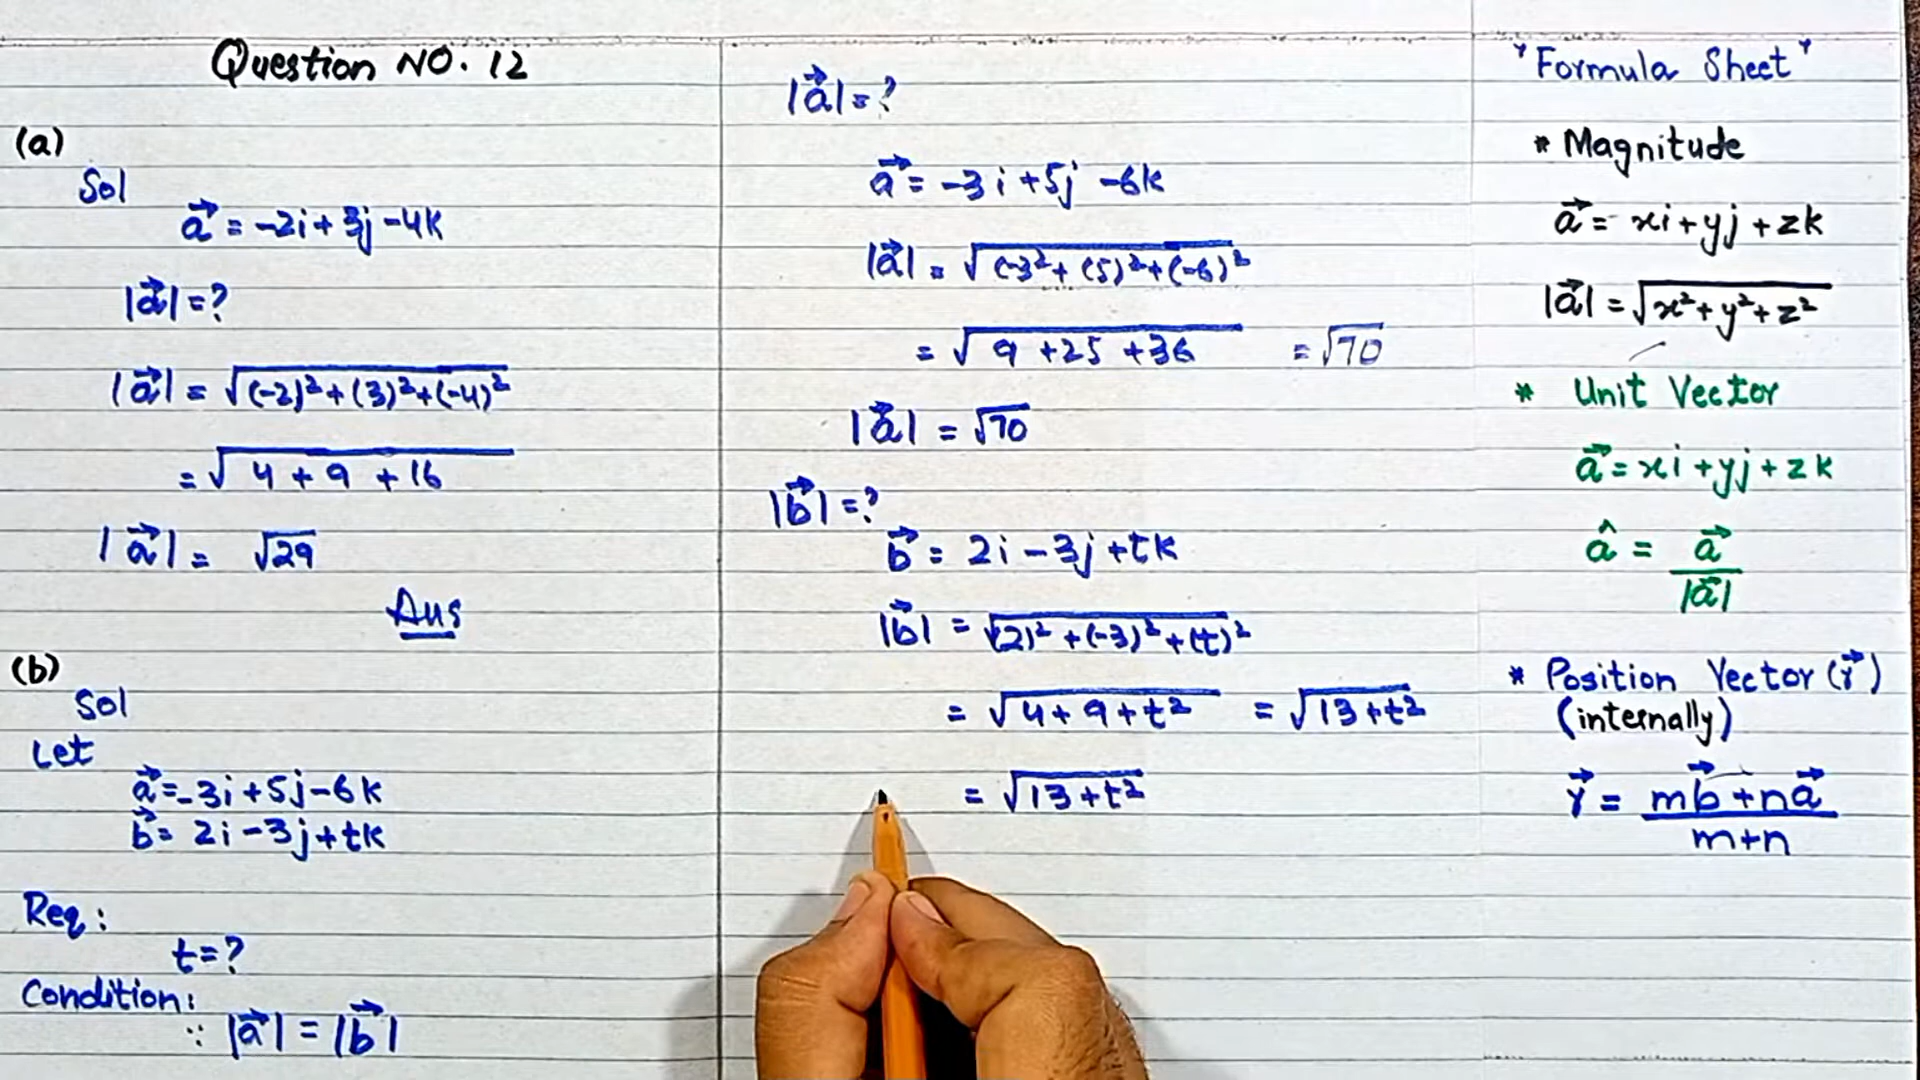 Question NO. 12
(a)
Sol
a⃗ = -2i + 3j - 4k
|a⃗| = ?
|a⃗| = √(-2)² + (3)² + (-4)²
= √4 + 9 + 16
|a⃗| = √29
Ans
(b)
Sol
Let
a⃗ = -3i + 5j - 6k
b⃗ = 2i - 3j + tk
Req:
t = ?
Condition:
∵ |a⃗| = |b⃗|
|a⃗| = ?
a⃗ = -3i + 5j - 6k
|a⃗| = √(-3² + (5)² + (-6)²
= √9 + 25 + 36 = √70
|a⃗| = √70
|b⃗| = ?
b⃗ = 2i - 3j + tk
|b⃗| = √(2)² + (-3)² + (t)²
= √4 + 9 + t² = √13 + t²
= √13 + t²
"Formula Sheet"
* Magnitude
a⃗ = xi + yj + zk
|a⃗| = √x² + y² + z²
* Unit Vector
a⃗ = xi + yj + zk
â = a⃗ / |a⃗|
* Position Vector (r⃗)
(internally)
r⃗ = mb⃗ + na⃗ / m + n